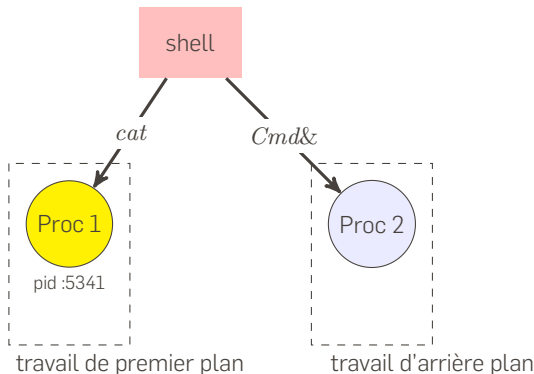 shell
cat
Cmd&
Proc 1
Proc 2
pid :5341
travail de premier plan
travail d'arrière plan